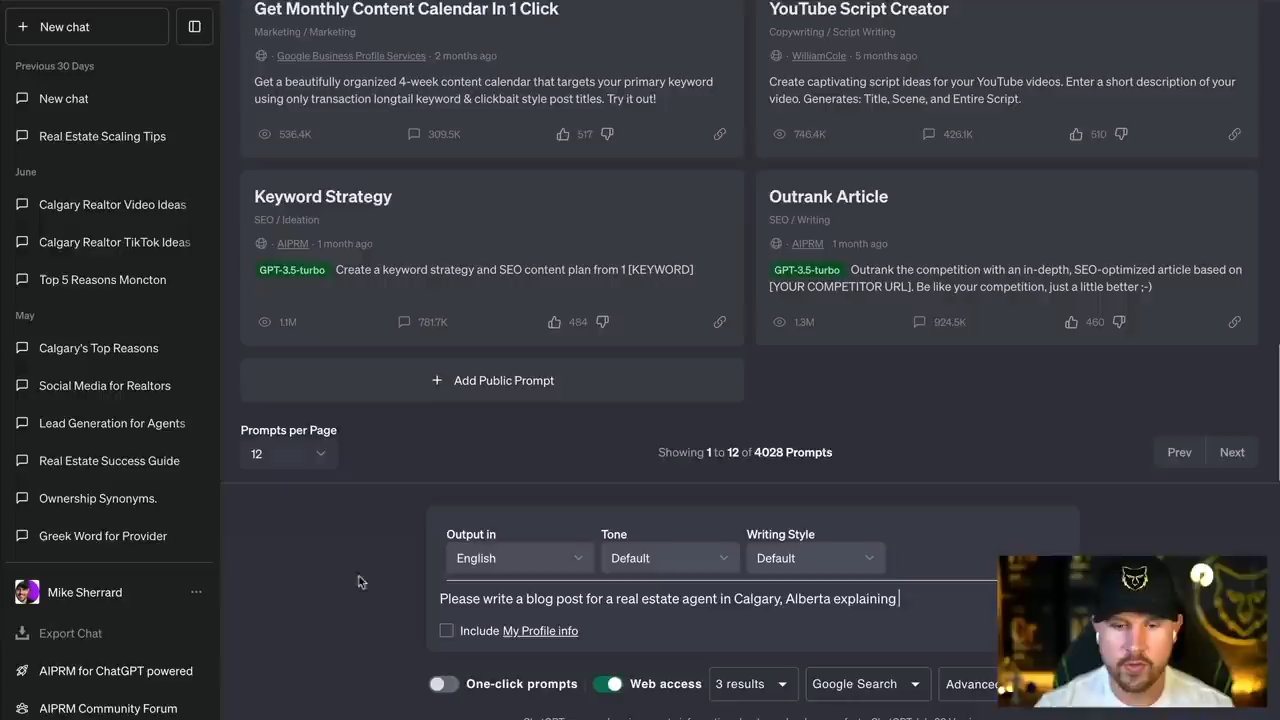 New chat
Previous 30 Days
New chat
Real Estate Scaling Tips
June
Calgary Realtor Video Ideas
Calgary Realtor TikTok Ideas
Top 5 Reasons Moncton
May
Calgary's Top Reasons
Social Media for Realtors
Lead Generation for Agents
Real Estate Success Guide
Ownership Synonyms.
Greek Word for Provider
Mike Sherrard
Export Chat
AIPRM for ChatGPT powered
AIPRM Community Forum
Get Monthly Content Calendar In 1 Click
Marketing / Marketing
· Google Business Profile Services · 2 months ago
Get a beautifully organized 4-week content calendar that targets your primary keyword
using only transaction longtail keyword & clickbait style post titles. Try it out!
536.4K 309.5K 517
YouTube Script Creator
Copywriting / Script Writing
· WilliamCole · 5 months ago
Create captivating script ideas for your YouTube videos. Enter a short description of your
video. Generates: Title, Scene, and Entire Script.
746.4K 426.1K 510
Keyword Strategy
SEO / Ideation
· AIPRM · 1 month ago
GPT-3.5-turbo Create a keyword strategy and SEO content plan from 1 [KEYWORD]
1.1M 781.7K 484
Outrank Article
SEO / Writing
· AIPRM 1 month ago
GPT-3.5-turbo Outrank the competition with an in-depth, SEO-optimized article based on
[YOUR COMPETITOR URL]. Be like your competition, just a little better ;-)
1.3M 924.5K 460
+ Add Public Prompt
Prompts per Page
12
Showing 1 to 12 of 4028 Prompts
Prev Next
Output in Tone Writing Style
English Default Default
Please write a blog post for a real estate agent in Calgary, Alberta explaining
Include My Profile info
One-click prompts Web access 3 results Google Search Advanced